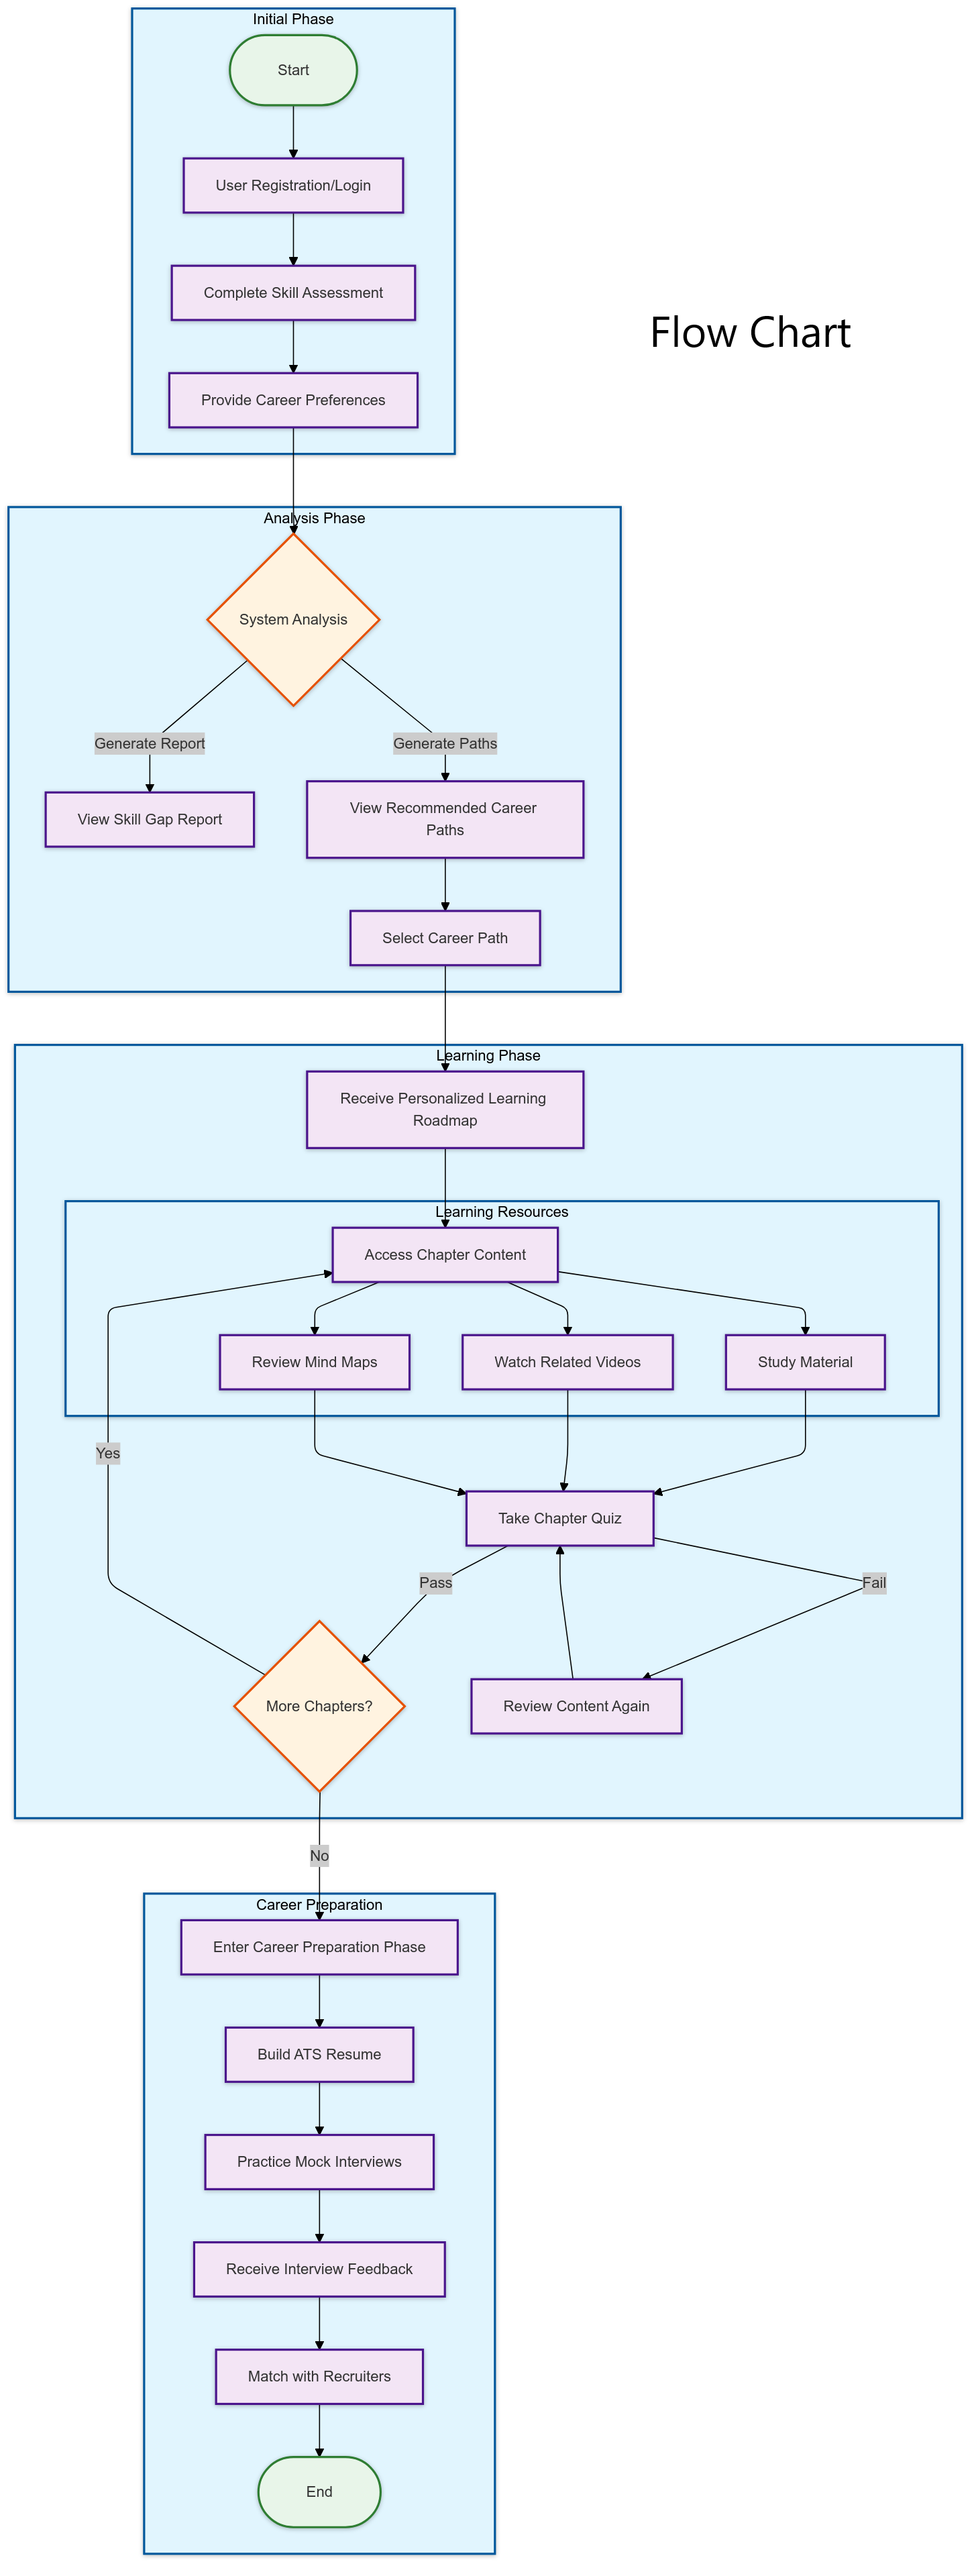 Initial Phase
Start
User Registration/Login
Complete Skill Assessment
Flow Chart
Provide Career Preferences
Analysis Phase
System Analysis
Generate Report
Generate Paths
View Skill Gap Report
View Recommended Career
Paths
Select Career Path
Learning Phase
Receive Personalized Learning
Roadmap
Learning Resources
Access Chapter Content
Review Mind Maps
Watch Related Videos
Study Material
Yes
Take Chapter Quiz
Pass
Fail
More Chapters?
Review Content Again
No
Career Preparation
Enter Career Preparation Phase
Build ATS Resume
Practice Mock Interviews
Receive Interview Feedback
Match with Recruiters
End